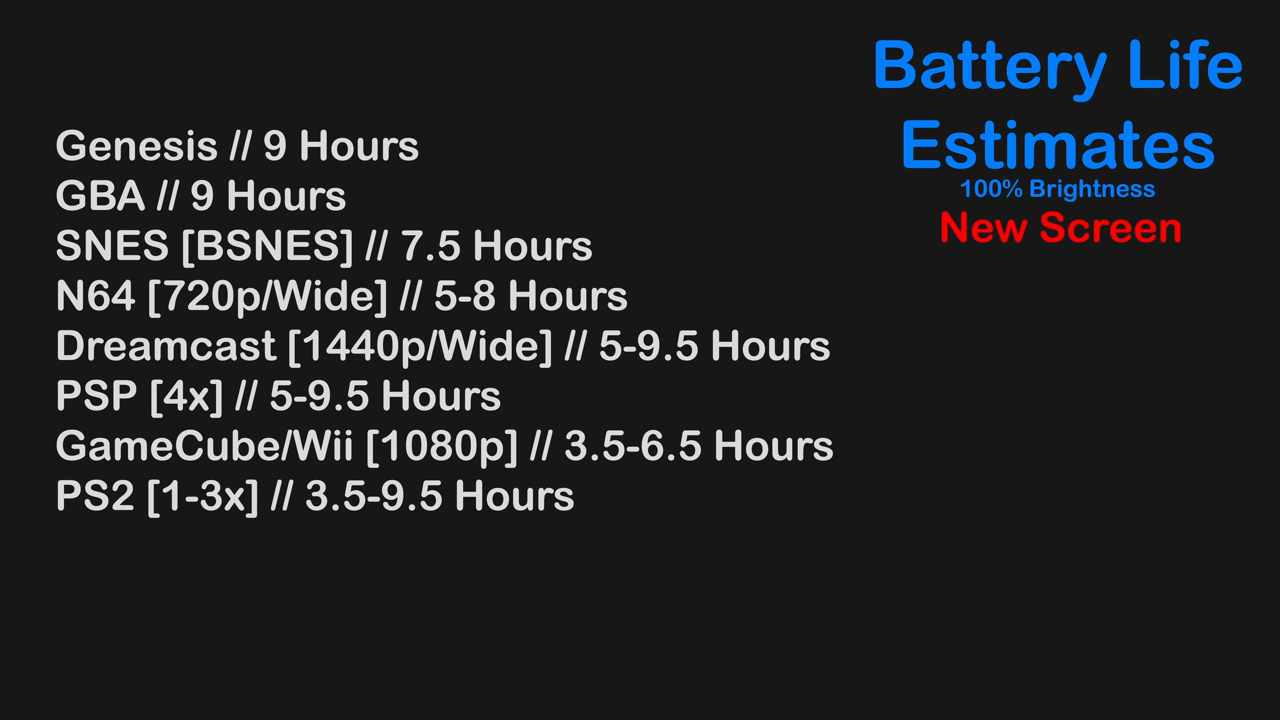 Battery Life
Estimates
100% Brightness
New Screen
Genesis // 9 Hours
GBA // 9 Hours
SNES [BSNES] // 7.5 Hours
N64 [720p/Wide] // 5-8 Hours
Dreamcast [1440p/Wide] // 5-9.5 Hours
PSP [4x] // 5-9.5 Hours
GameCube/Wii [1080p] // 3.5-6.5 Hours
PS2 [1-3x] // 3.5-9.5 Hours